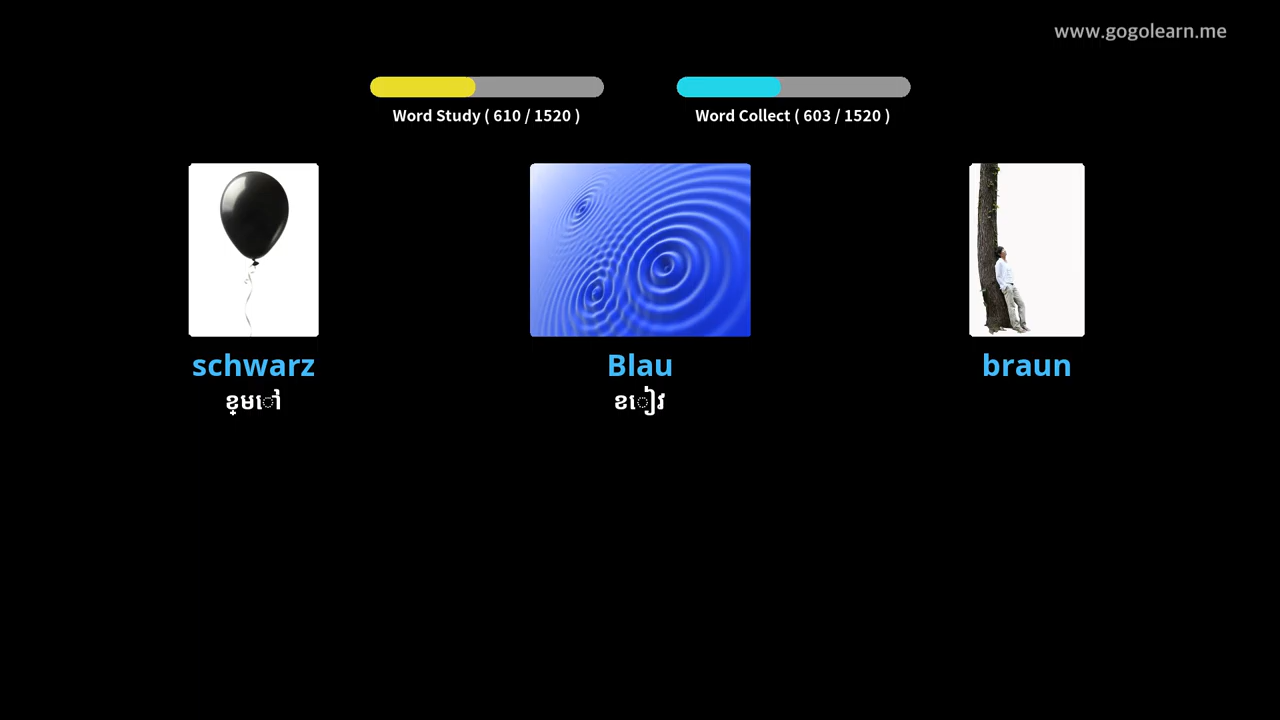 www.gogolearn.me
Word Study ( 610 / 1520 )
Word Collect ( 603 / 1520 )
schwarz
Blau
braun
ខ្មៅ
ខៀវ